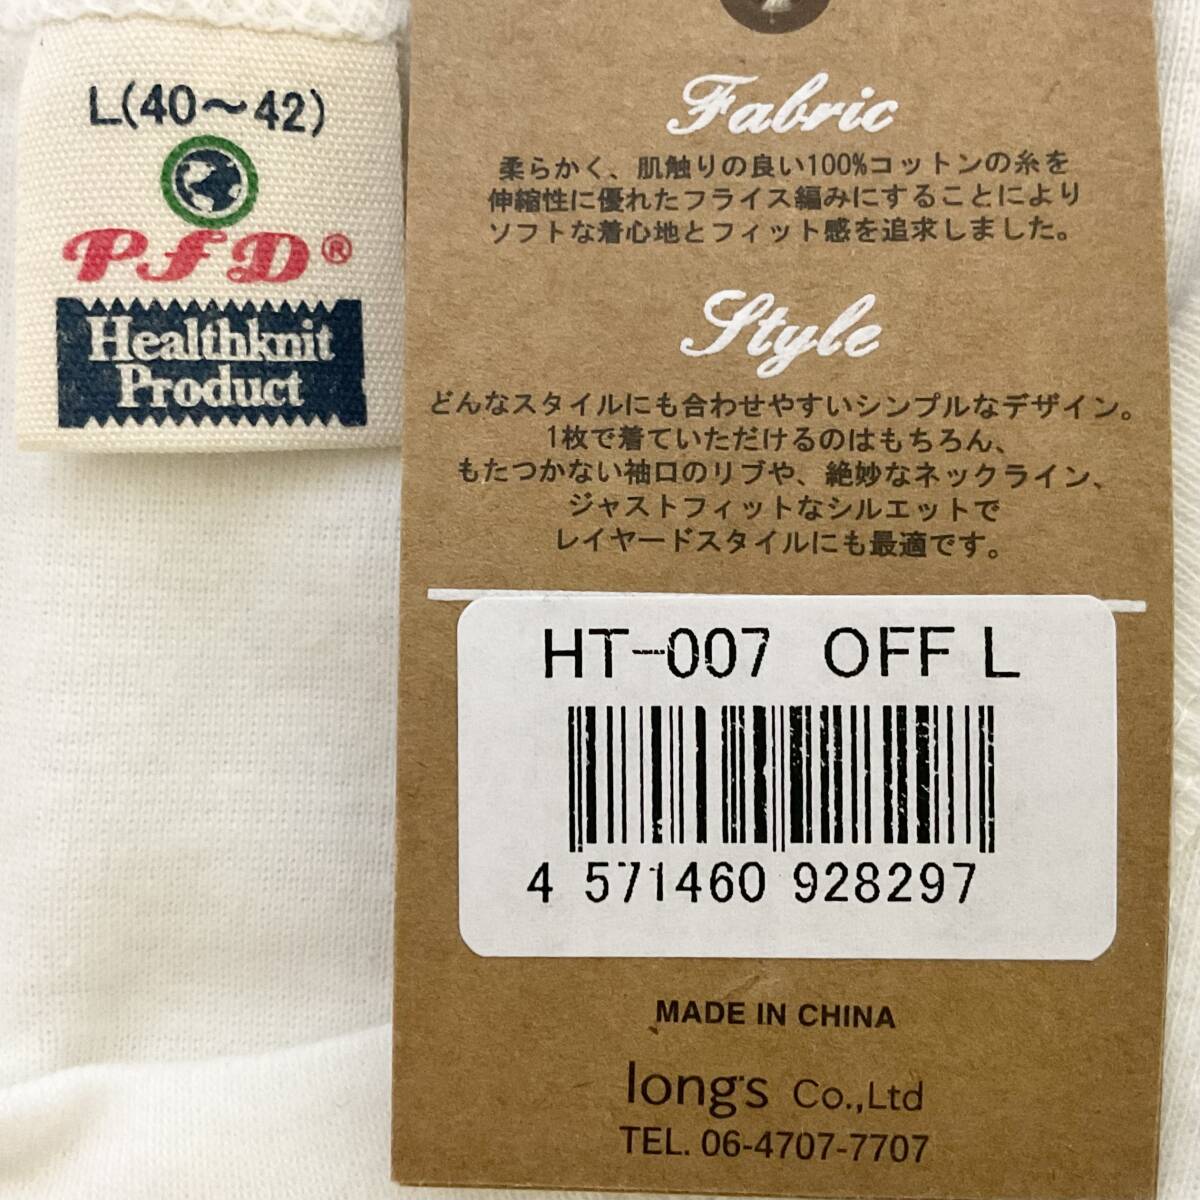 L(40～42)
PfD®
Healthknit
Product
Fabric
柔らかく、肌触りの良い100%コットンの糸を
伸縮性に優れたフライス編みにすることにより
ソフトな着心地とフィット感を追求しました。
Style
どんなスタイルにも合わせやすいシンプルなデザイン。
1枚で着ていただけるのはもちろん、
もたつかない袖口のリブや、絶妙なネックライン、
ジャストフィットなシルエットで
レイヤードスタイルにも最適です。
HT-007 OFF L
4 571460 928297
MADE IN CHINA
long's Co.,Ltd
TEL. 06-4707-7707